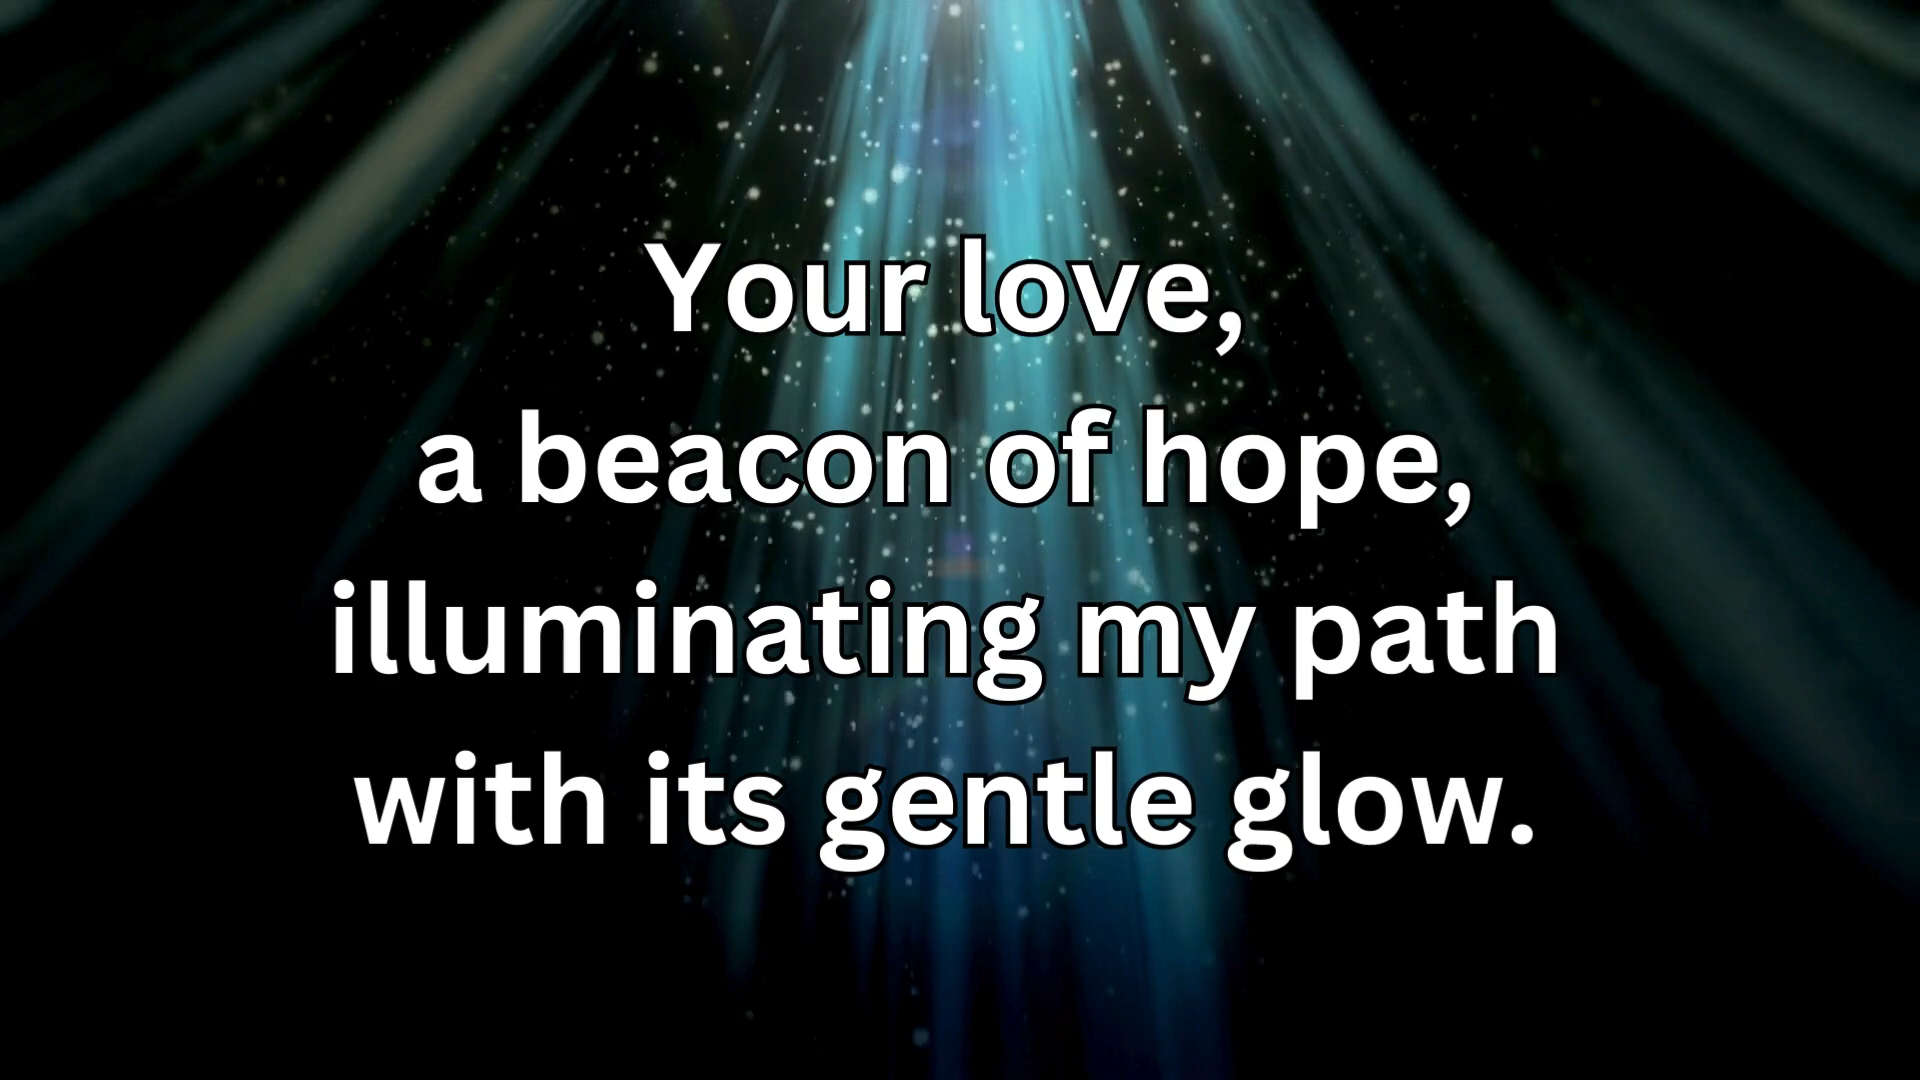 Your love,
a beacon of hope,
illuminating my path
with its gentle glow.